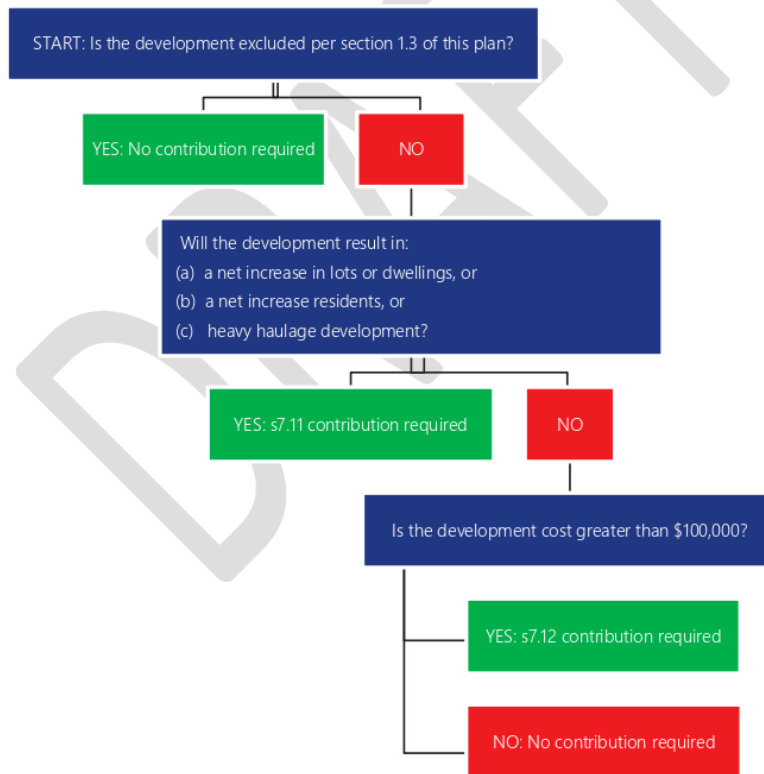 START: Is the development excluded per section 1.3 of this plan?
YES: No contribution required
NO
Will the development result in:
(a) a net increase in lots or dwellings, or
(b) a net increase residents, or
(c) heavy haulage development?
YES: s7.11 contribution required
NO
Is the development cost greater than $100,000?
YES: s7.12 contribution required
NO: No contribution required
DRAFT